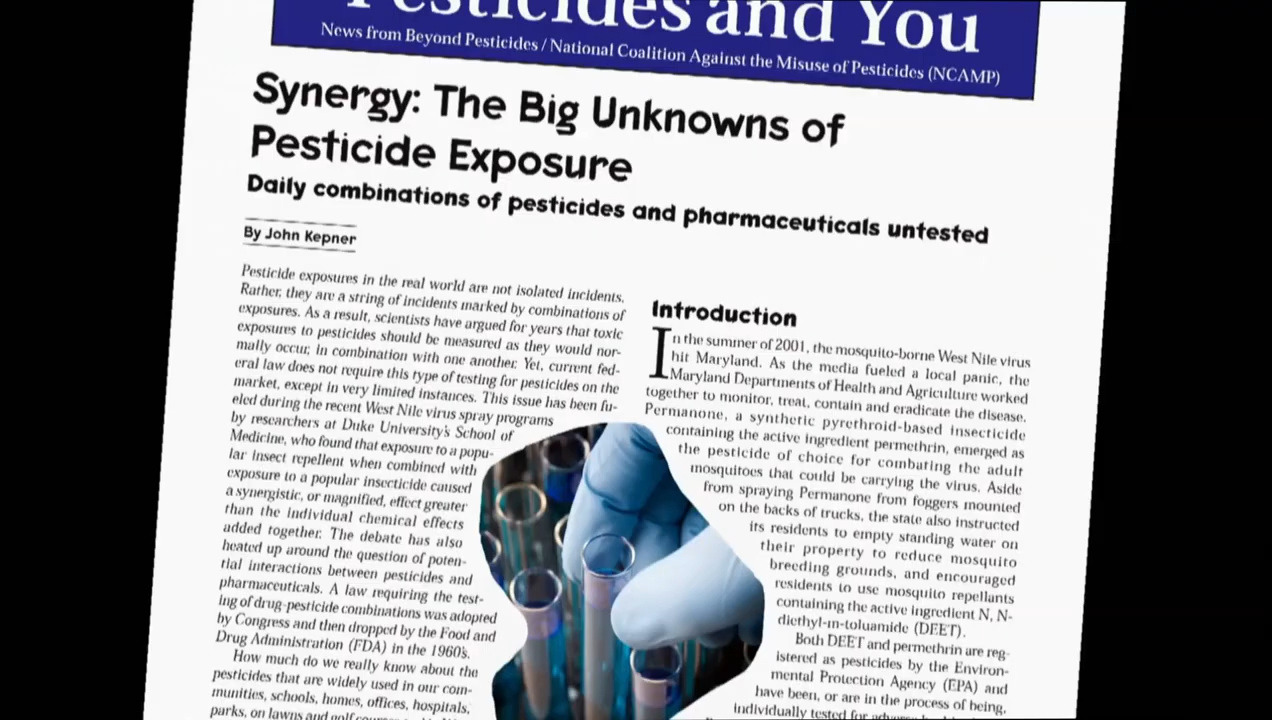 Pesticides and You
News from Beyond Pesticides / National Coalition Against the Misuse of Pesticides (NCAMP)
Synergy: The Big Unknowns of
Pesticide Exposure
Daily combinations of pesticides and pharmaceuticals untested
By John Kepner
Pesticide exposures in the real world are not isolated incidents.
Rather, they are a string of incidents marked by combinations of
exposures. As a result, scientists have argued for years that toxic
exposures to pesticides should be measured as they would nor-
mally occur, in combination with one another. Yet, current fed-
eral law does not require this type of testing for pesticides on the
market, except in very limited instances. This issue has been fu-
eled during the recent West Nile virus spray programs
by researchers at Duke University's School of
Medicine, who found that exposure to a popu-
lar insect repellent when combined with
exposure to a popular insecticide caused
a synergistic, or magnified, effect greater
than the individual chemical effects
added together. The debate has also
heated up around the question of poten-
tial interactions between pesticides and
pharmaceuticals. A law requiring the test-
ing of drug-pesticide combinations was adopted
by Congress and then dropped by the Food and
Drug Administration (FDA) in the 1960's.
How much do we really know about the
pesticides that are widely used in our com-
munities, schools, homes, offices, hospitals,
parks, on lawns and golf
Introduction
In the summer of 2001, the mosquito-borne West Nile virus
hit Maryland. As the media fueled a local panic, the
Maryland Departments of Health and Agriculture worked
together to monitor, treat, contain and eradicate the disease.
Permanone, a synthetic pyrethroid-based insecticide
containing the active ingredient permethrin, emerged as
the pesticide of choice for combating the adult
mosquitoes that could be carrying the virus. Aside
from spraying Permanone from foggers mounted
on the backs of trucks, the state also instructed
its residents to empty standing water on
their property to reduce mosquito
breeding grounds, and encouraged
residents to use mosquito repellants
containing the active ingredient N, N-
diethyl-m-toluamide (DEET).
Both DEET and permethrin are reg-
istered as pesticides by the Environ-
mental Protection Agency (EPA) and
have been, or are in the process of being,
individually tested for